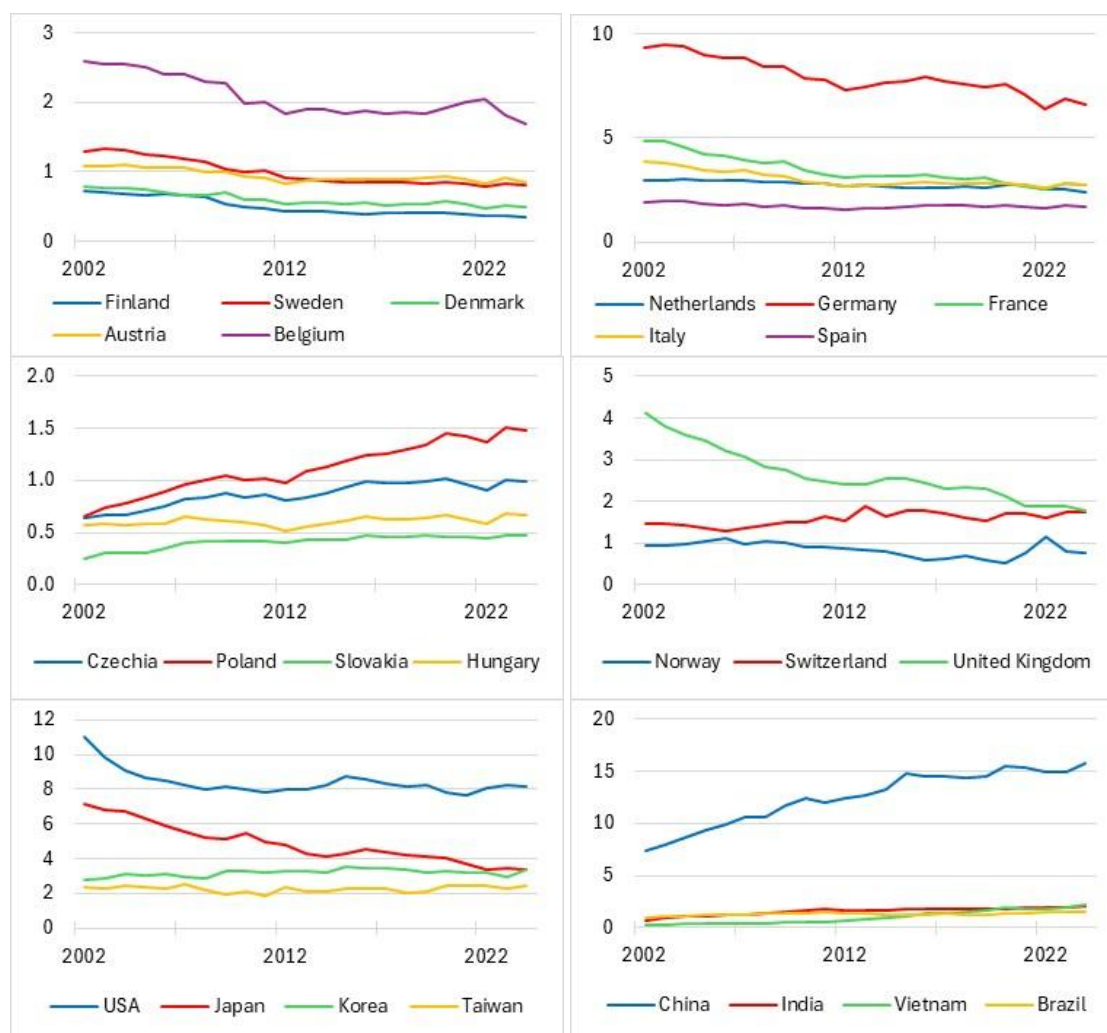 3
2
1
0
2002 2012 2022
Finland Sweden Denmark
Austria Belgium
10
5
0
2002 2012 2022
Netherlands Germany France
Italy Spain
2.0
1.5
1.0
0.5
0.0
2002 2012 2022
Czechia Poland Slovakia Hungary
5
4
3
2
1
0
2002 2012 2022
Norway Switzerland United Kingdom
12
10
8
6
4
2
0
2002 2012 2022
USA Japan Korea Taiwan
20
15
10
5
0
2002 2012 2022
China India Vietnam Brazil